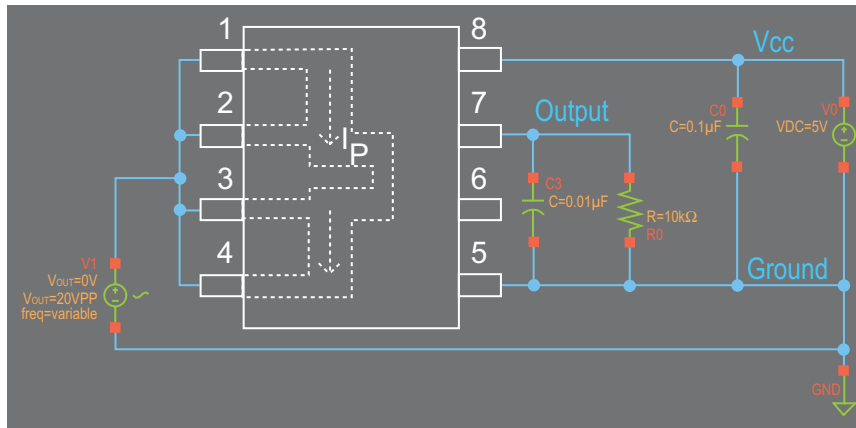 1
8
Vcc
2
7
Output
C0
C=0.1µF
V0
VDC=5V
IP
3
6
C3
C=0.01µF
R=10kΩ
R0
4
5
Ground
V1
VOUT=0V
VOUT=20VPP
freq=variable
GND